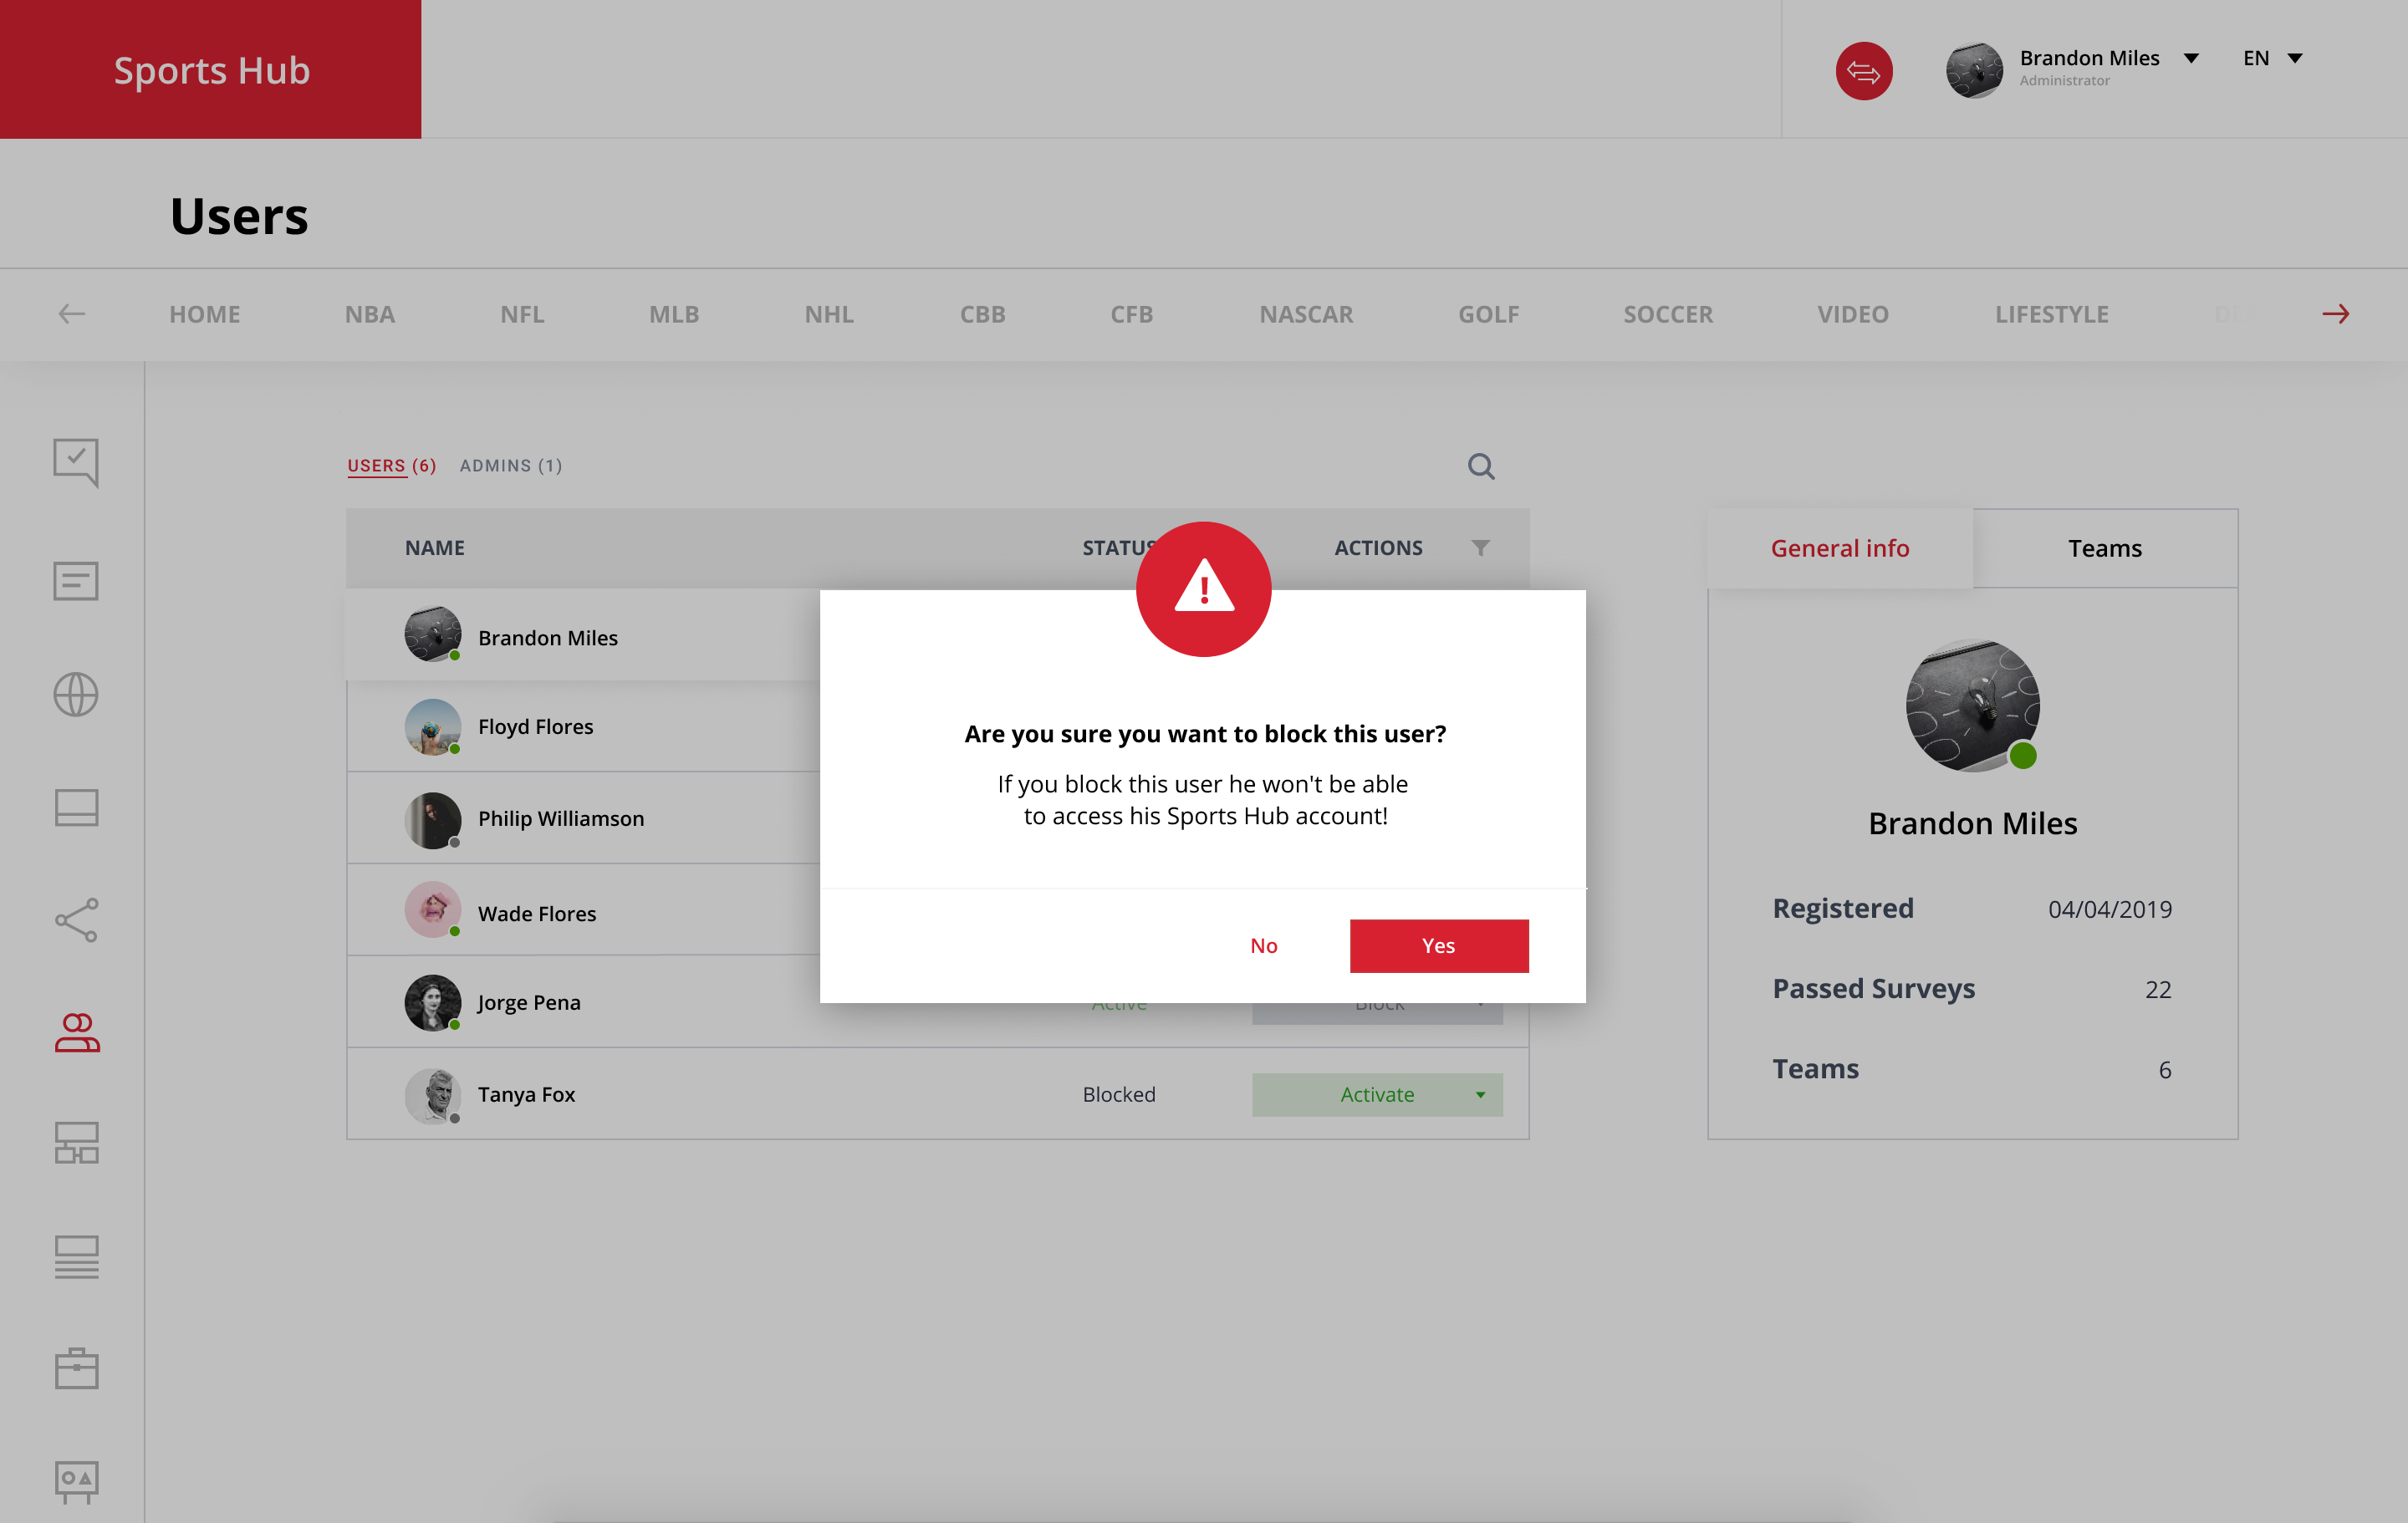 Sports Hub
Brandon Miles
Administrator
EN
Users
HOME NBA NFL MLB NHL CBB CFB NASCAR GOLF SOCCER VIDEO LIFESTYLE
USERS (6) ADMINS (1)
NAME STATUS ACTIONS
General info Teams
Brandon Miles
Floyd Flores
Philip Williamson
Wade Flores
Jorge Pena Active Block
Tanya Fox Blocked Activate
Are you sure you want to block this user?
If you block this user he won't be able
to access his Sports Hub account!
No Yes
Brandon Miles
Registered 04/04/2019
Passed Surveys 22
Teams 6